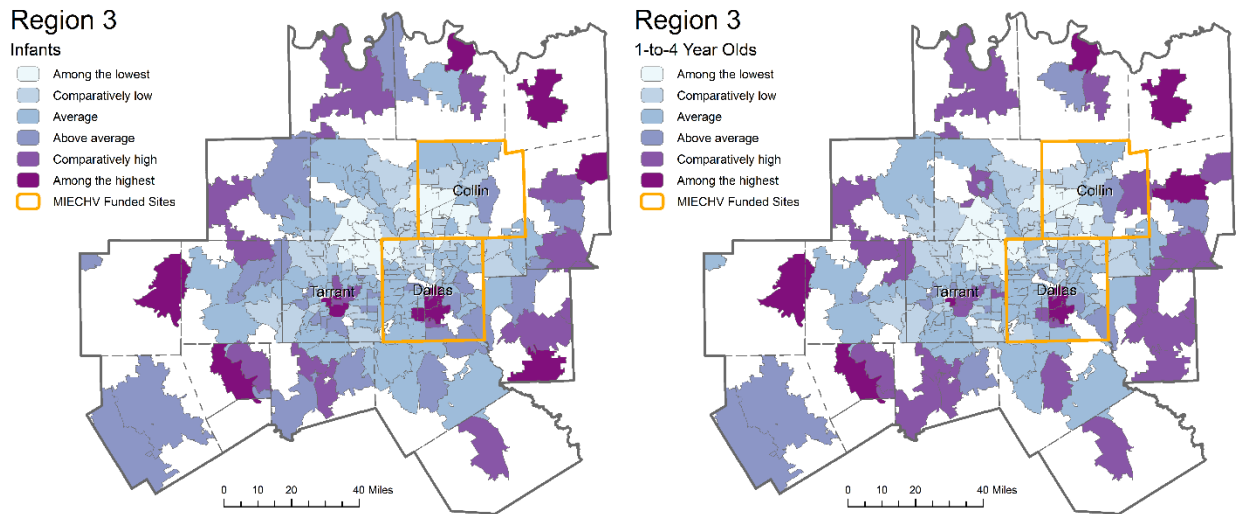 Region 3
Infants
Among the lowest
Comparatively low
Average
Above average
Comparatively high
Among the highest
MIECHV Funded Sites
Collin
Tarrant
Dallas
0 10 20 40 Miles
Region 3
1-to-4 Year Olds
Among the lowest
Comparatively low
Average
Above average
Comparatively high
Among the highest
MIECHV Funded Sites
Collin
Tarrant
Dallas
0 10 20 40 Miles